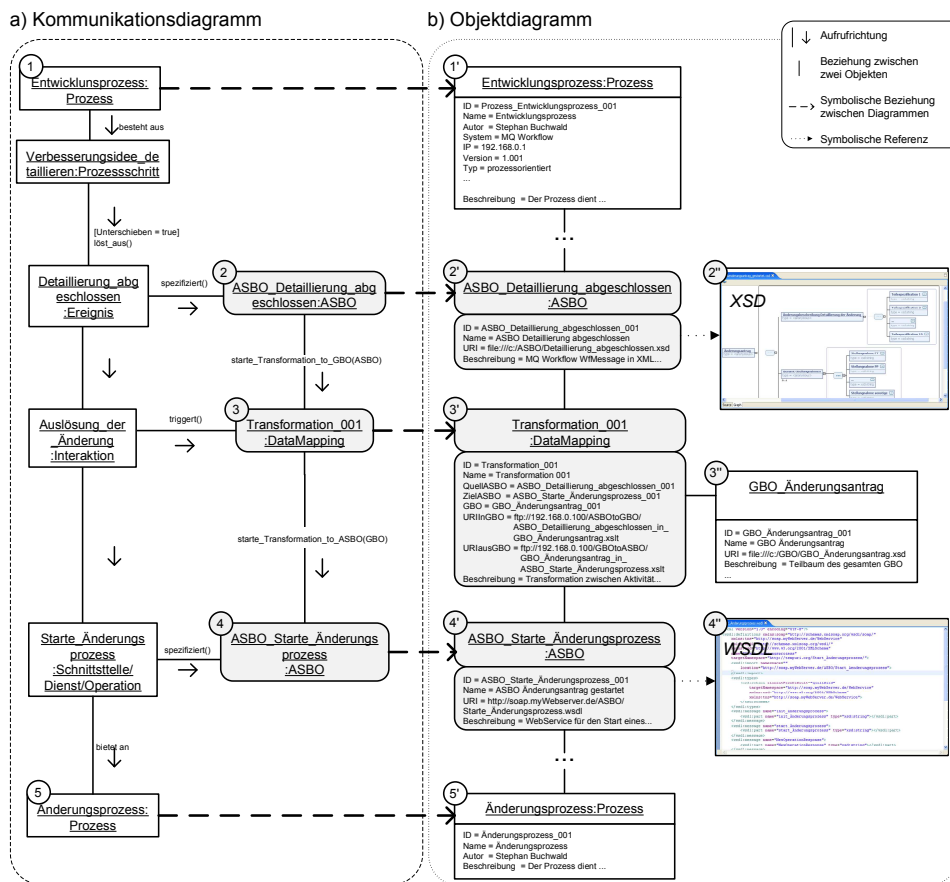 a) Kommunikationsdiagramm
1
Entwicklunsprozess:
Prozess
besteht aus
Verbesserungsidee_de
taillieren:Prozessschritt
[Unterschieben = true]
löst_aus()
Detaillierung_abg
eschlossen
:Ereignis
spezifiziert()
2
ASBO_Detaillierung_abg
eschlossen:ASBO
starte_Transformation_to_GBO(ASBO)
Auslösung_der
_Änderung
:Interaktion
triggert()
3
Transformation_001
:DataMapping
starte_Transformation_to_ASBO(GBO)
Starte_Änderungs
prozess
:Schnittsttelle/
Dienst/Operation
spezifiziert()
4
ASBO_Starte_Änderungs
prozess
:ASBO
bietet an
5
Änderungsprozess:
Prozess
b) Objektdiagramm
1'
Entwicklungsprozess:Prozess
ID = Prozess_Entwicklungsprozess_001
Name = Entwicklungsprozess
Autor = Stephan Buchwald
System = MQ Workflow
IP = 192.168.0.1
Version = 1.001
Typ = prozessorientiert
...
Beschreibung = Der Prozess dient ...
...
2'
ASBO_Detaillierung_abgeschlossen
:ASBO
ID = ASBO_Detaillierung_abgeschlossen_001
Name = ASBO Detaillierung abgeschlossen
URI = file:///c:/ASBO/Detaillierung_abgeschlossen.xsd
Beschreibung = MQ Workflow WfMessage in XML...
3'
Transformation_001
:DataMapping
ID = Transformation_001
Name = Transformation 001
QuellASBO = ASBO_Detaillierung_abgeschlossen_001
ZielASBO = ASBO_Starte_Änderungsprozess_001
GBO = GBO_Änderungsantrag_001
URIInGBO = ftp://192.168.0.100/ASBOtoGBO/
ASBO_Detaillierung_abgeschlossen_in_
GBO_Änderungsantrag.xslt
URIausGBO = ftp://192.168.0.100/GBOtoASBO/
GBO_Änderungsantrag_in_
ASBO_Starte_Änderungsprozess.xslt
Beschreibung = Transformation zwischen Aktivität...
4'
ASBO_Starte_Änderungsprozess
:ASBO
ID = ASBO_Starte_Änderungsprozess_001
Name = ASBO Änderungantrag gestartet
URI = http://soap.myWebserver.de/ASBO/
Starte_Änderungsprozess.wsdl
Beschreibung = WebService für den Start eines...
...
5'
Änderungsprozess:Prozess
ID = Änderungsprozess_001
Name = Änderungsprozess
Autor = Stephan Buchwald
Beschreibung = Der Prozess dient ...
Aufrufrichtung
Beziehung zwischen
zwei Objekten
Symbolische Beziehung
zwischen Diagrammen
Symbolische Referenz
2''
XSD
3''
GBO_Änderungsantrag
ID = GBO_Änderungsantrag_001
Name = GBO Änderungsantrag
URI = file:///c:/GBO/GBO_Änderungsantrag.xsd
Beschreibung = Teilbaum des gesamten GBO
...
4''
WSDL